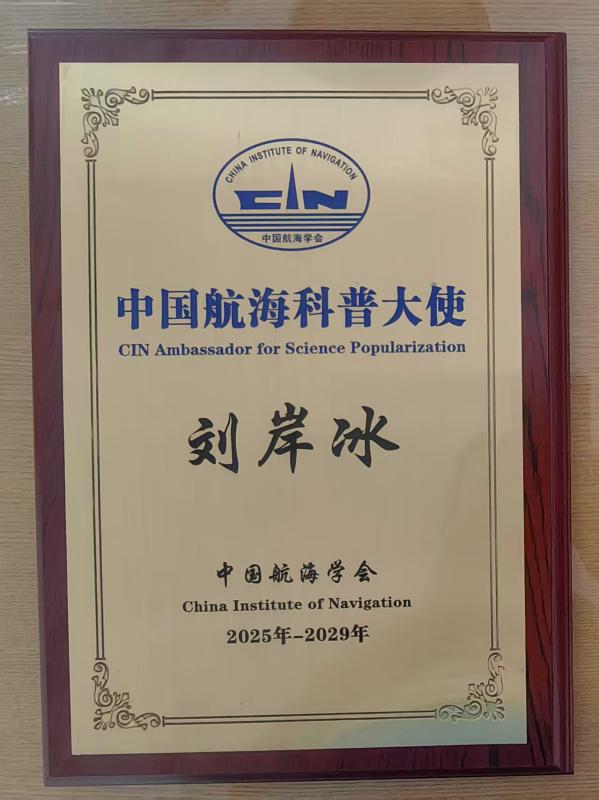 CHINA INSTITUTE OF NAVIGATION
CIN
中国航海学会
中国航海科普大使
CIN Ambassador for Science Popularization
刘岸冰
中国航海学会
China Institute of Navigation
2025年-2029年